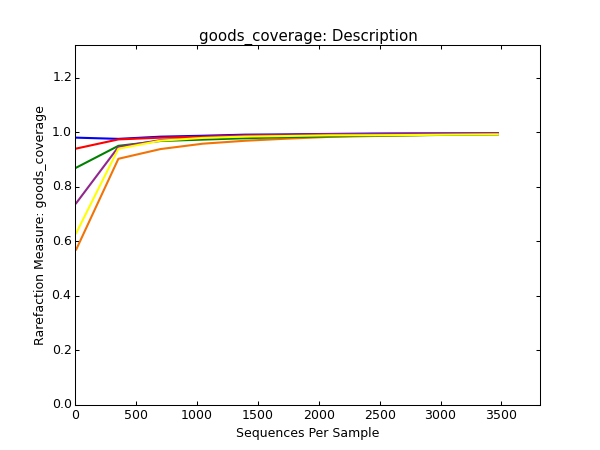 goods_coverage: Description
1.2
1.0
0.8
0.6
0.4
0.2
0.0
Rarefaction Measure: goods_coverage
0 500 1000 1500 2000 2500 3000 3500
Sequences Per Sample